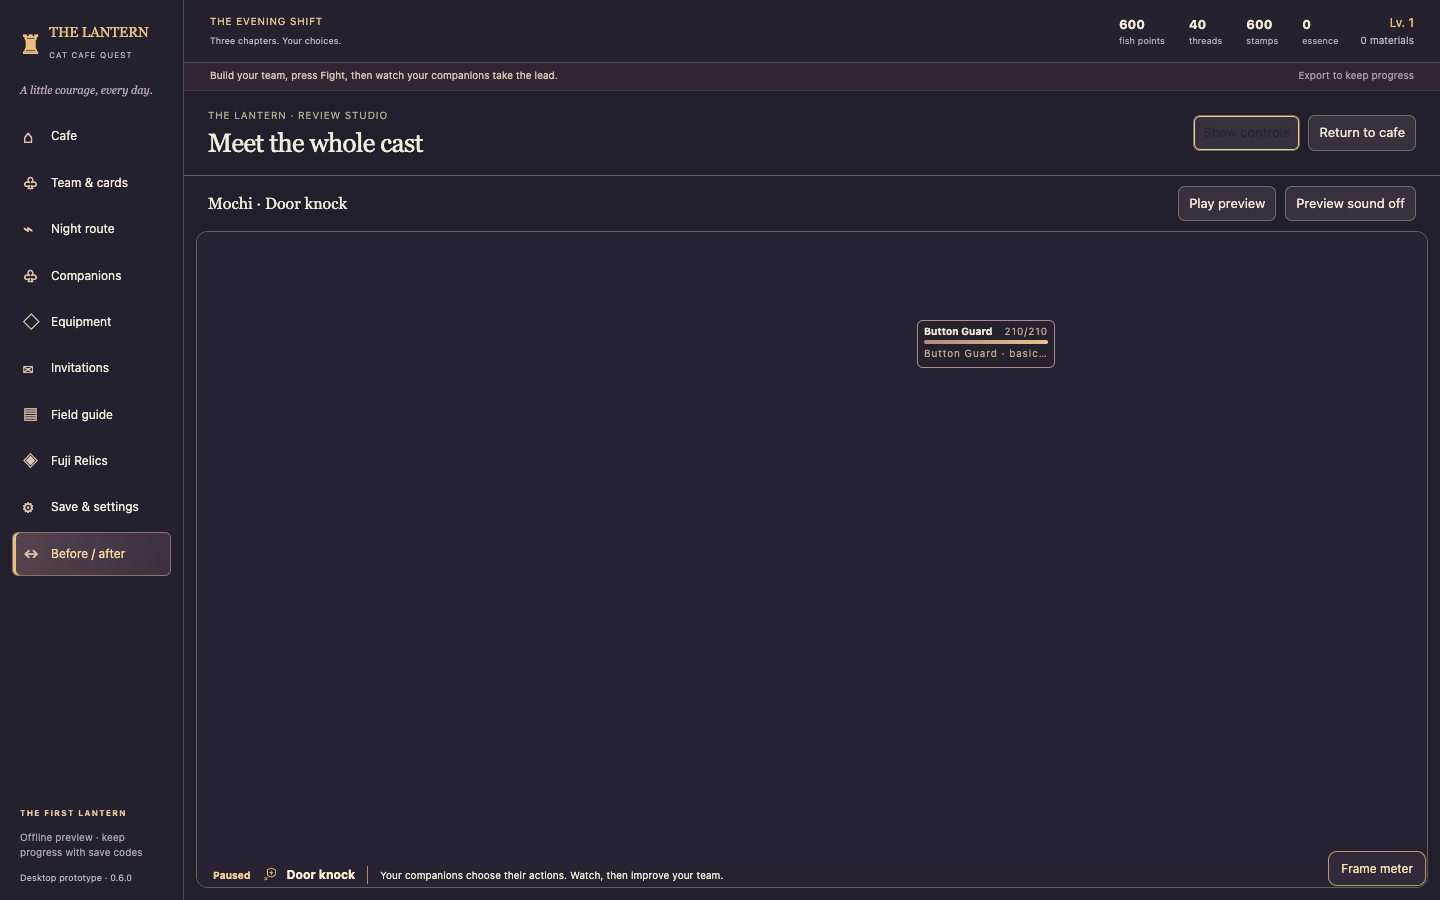 THE LANTERN
CAT CAFE QUEST
A little courage, every day.
Cafe
Team & cards
Night route
Companions
Equipment
Invitations
Field guide
Fuji Relics
Save & settings
Before / after
THE FIRST LANTERN
Offline preview · keep
progress with save codes
Desktop prototype · 0.6.0
THE EVENING SHIFT
Three chapters. Your choices.
600 40 600 0 Lv. 1
fish points threads stamps essence 0 materials
Build your team, press Fight, then watch your companions take the lead. Export to keep progress
THE LANTERN · REVIEW STUDIO
Meet the whole cast
Show controls Return to cafe
Mochi · Door knock Play preview Preview sound off
Button Guard 210/210
Button Guard · basic…
Paused Door knock Your companions choose their actions. Watch, then improve your team.
Frame meter